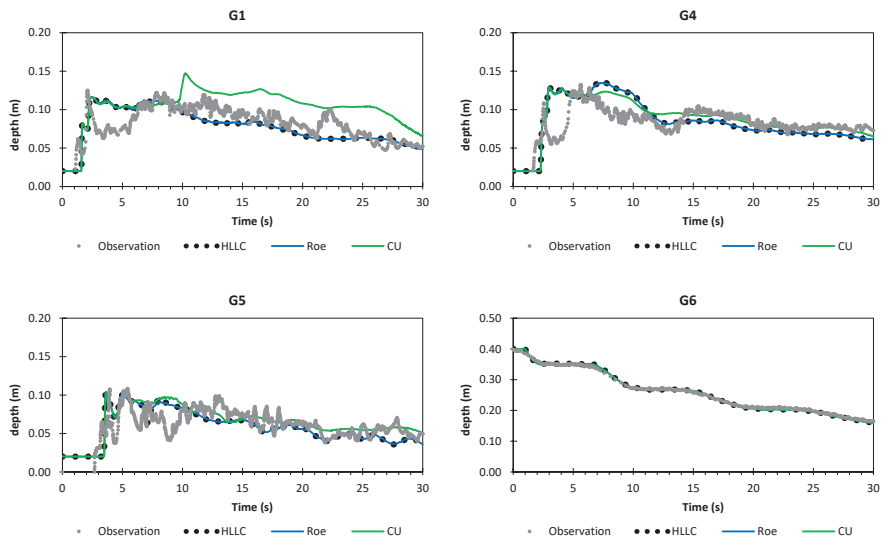 G1
G4
0.20
0.15
0.10
0.05
0.00
depth (m)
0 5 10 15 20 25 30
Time (s)
Observation HLLC Roe CU
0.20
0.15
0.10
0.05
0.00
depth (m)
0 5 10 15 20 25 30
Time (s)
Observation HLLC Roe CU
G5
G6
0.20
0.15
0.10
0.05
0.00
depth (m)
0 5 10 15 20 25 30
Time (s)
Observation HLLC Roe CU
0.50
0.40
0.30
0.20
0.10
0.00
depth (m)
0 5 10 15 20 25 30
Time (s)
Observation HLLC Roe CU